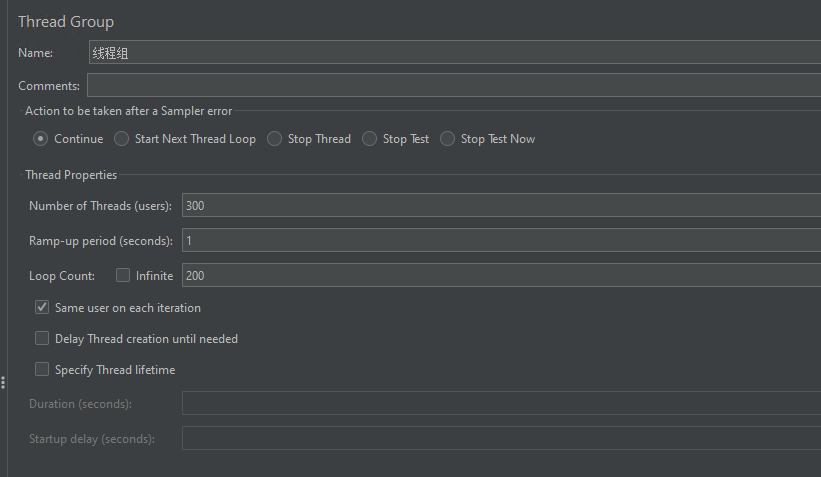 Thread Group
Name: 线程组
Comments:
Action to be taken after a Sampler error
Continue Start Next Thread Loop Stop Thread Stop Test Stop Test Now
Thread Properties
Number of Threads (users): 300
Ramp-up period (seconds): 1
Loop Count: Infinite 200
Same user on each iteration
Delay Thread creation until needed
Specify Thread lifetime
Duration (seconds):
Startup delay (seconds):